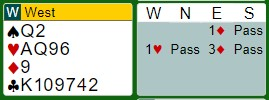 W West
♠Q2
♥AQ96
♦9
♣K109742
W N E S
1♦ Pass
1♥ Pass 3♦ Pass